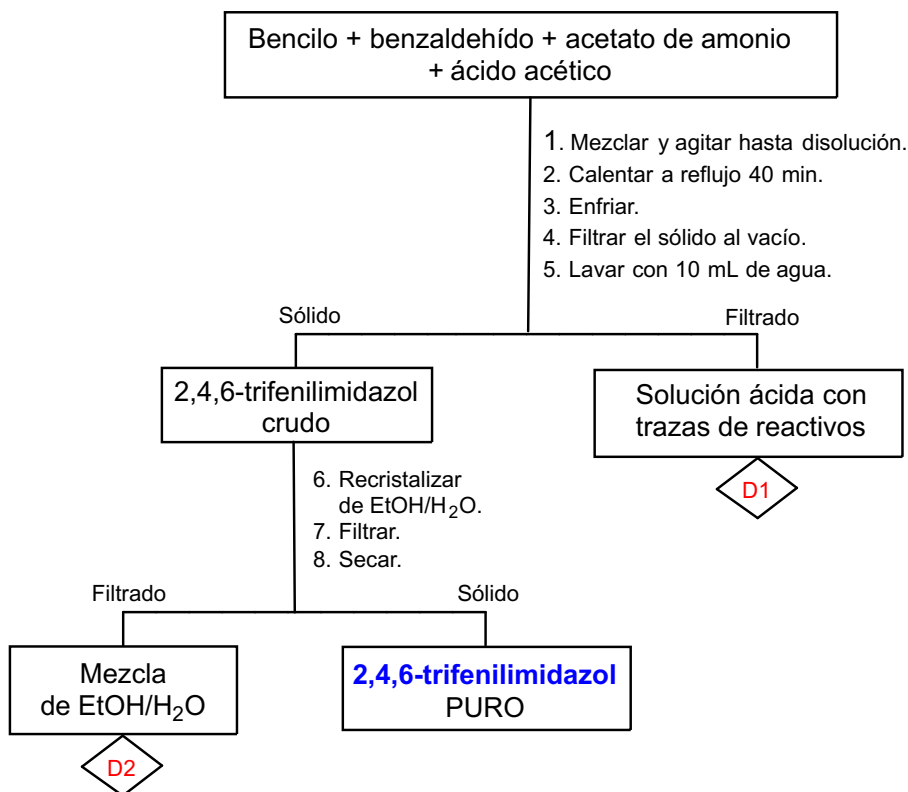 Bencilo + benzaldehído + acetato de amonio
+ ácido acético
1. Mezclar y agitar hasta disolución.
2. Calentar a reflujo 40 min.
3. Enfriar.
4. Filtrar el sólido al vacío.
5. Lavar con 10 mL de agua.
Sólido
Filtrado
2,4,6-trifenilimidazol
crudo
Solución ácida con
trazas de reactivos
D1
6. Recristalizar
de EtOH/H₂O.
7. Filtrar.
8. Secar.
Filtrado
Sólido
Mezcla
de EtOH/H₂O
2,4,6-trifenilimidazol
PURO
D2